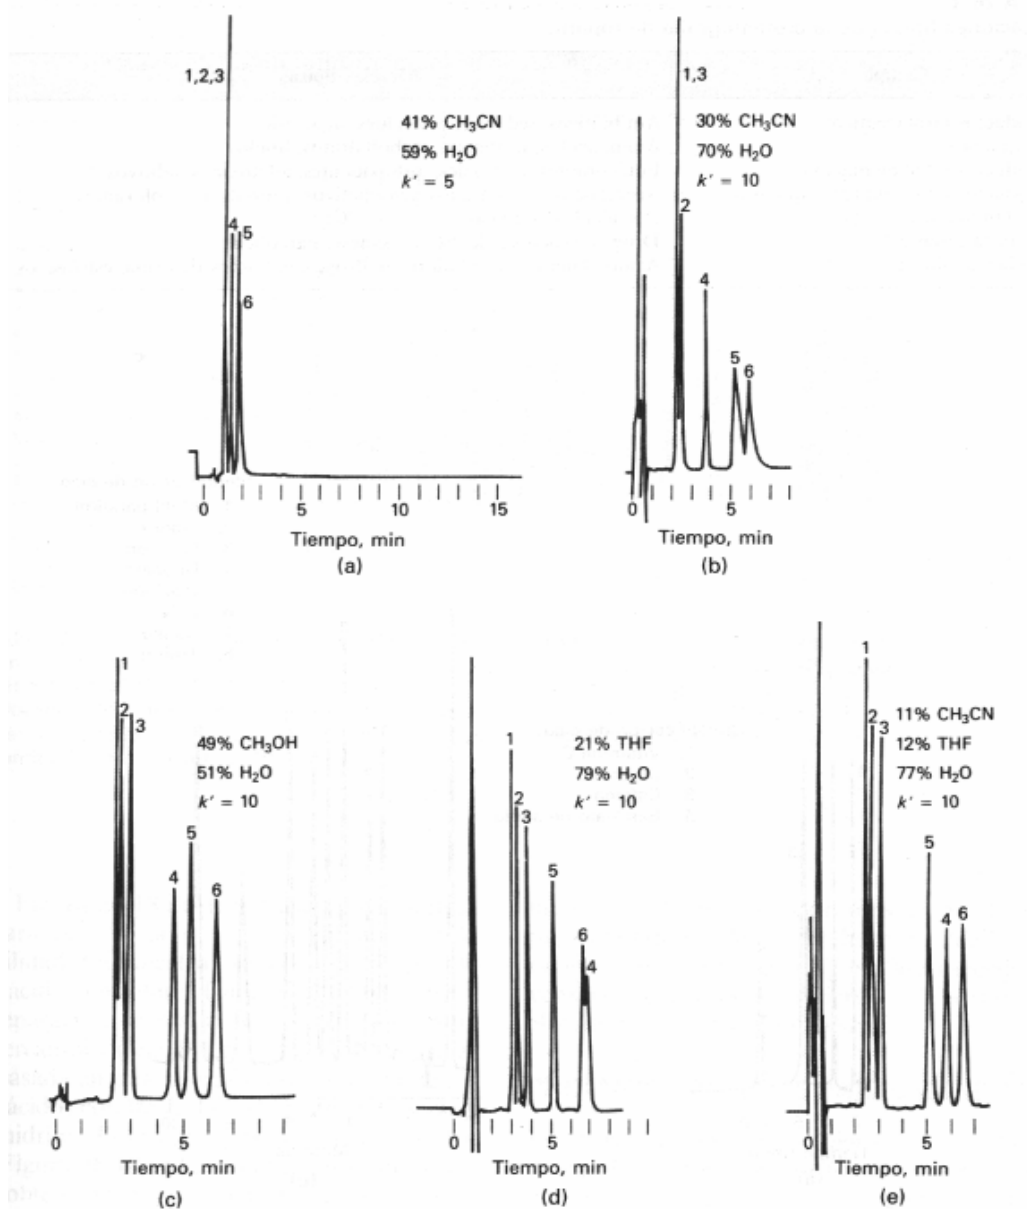 1,2,3
41% CH₃CN
59% H₂O
k′ = 5
4
5
6
0 5 10 15
Tiempo, min
(a)
1,3
30% CH₃CN
70% H₂O
k′ = 10
2
4
5
6
0 5
Tiempo, min
(b)
1
2
3
49% CH₃OH
51% H₂O
k′ = 10
4
5
6
0 5
Tiempo, min
(c)
1
2
3
21% THF
79% H₂O
k′ = 10
5
6
4
0 5
Tiempo, min
(d)
1
2
3
11% CH₃CN
12% THF
77% H₂O
k′ = 10
5
4
6
0 5
Tiempo, min
(e)